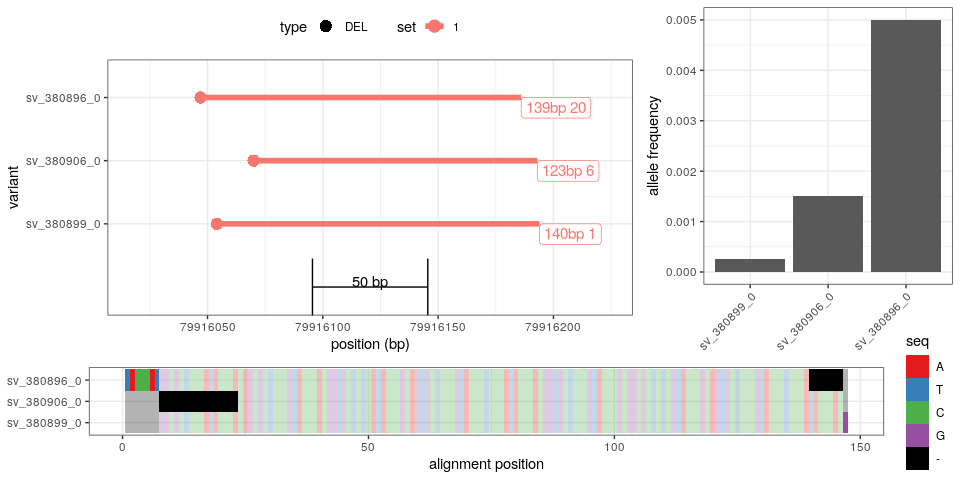 type DEL set 1
variant
sv_380896_0
sv_380906_0
sv_380899_0
139bp 20
123bp 6
140bp 1
50 bp
79916050 79916100 79916150 79916200
position (bp)
allele frequency
0.005
0.004
0.003
0.002
0.001
0.000
sv_380899_0 sv_380906_0 sv_380896_0
sv_380896_0
sv_380906_0
sv_380899_0
0 50 100 150
alignment position
seq
A
T
C
G
-